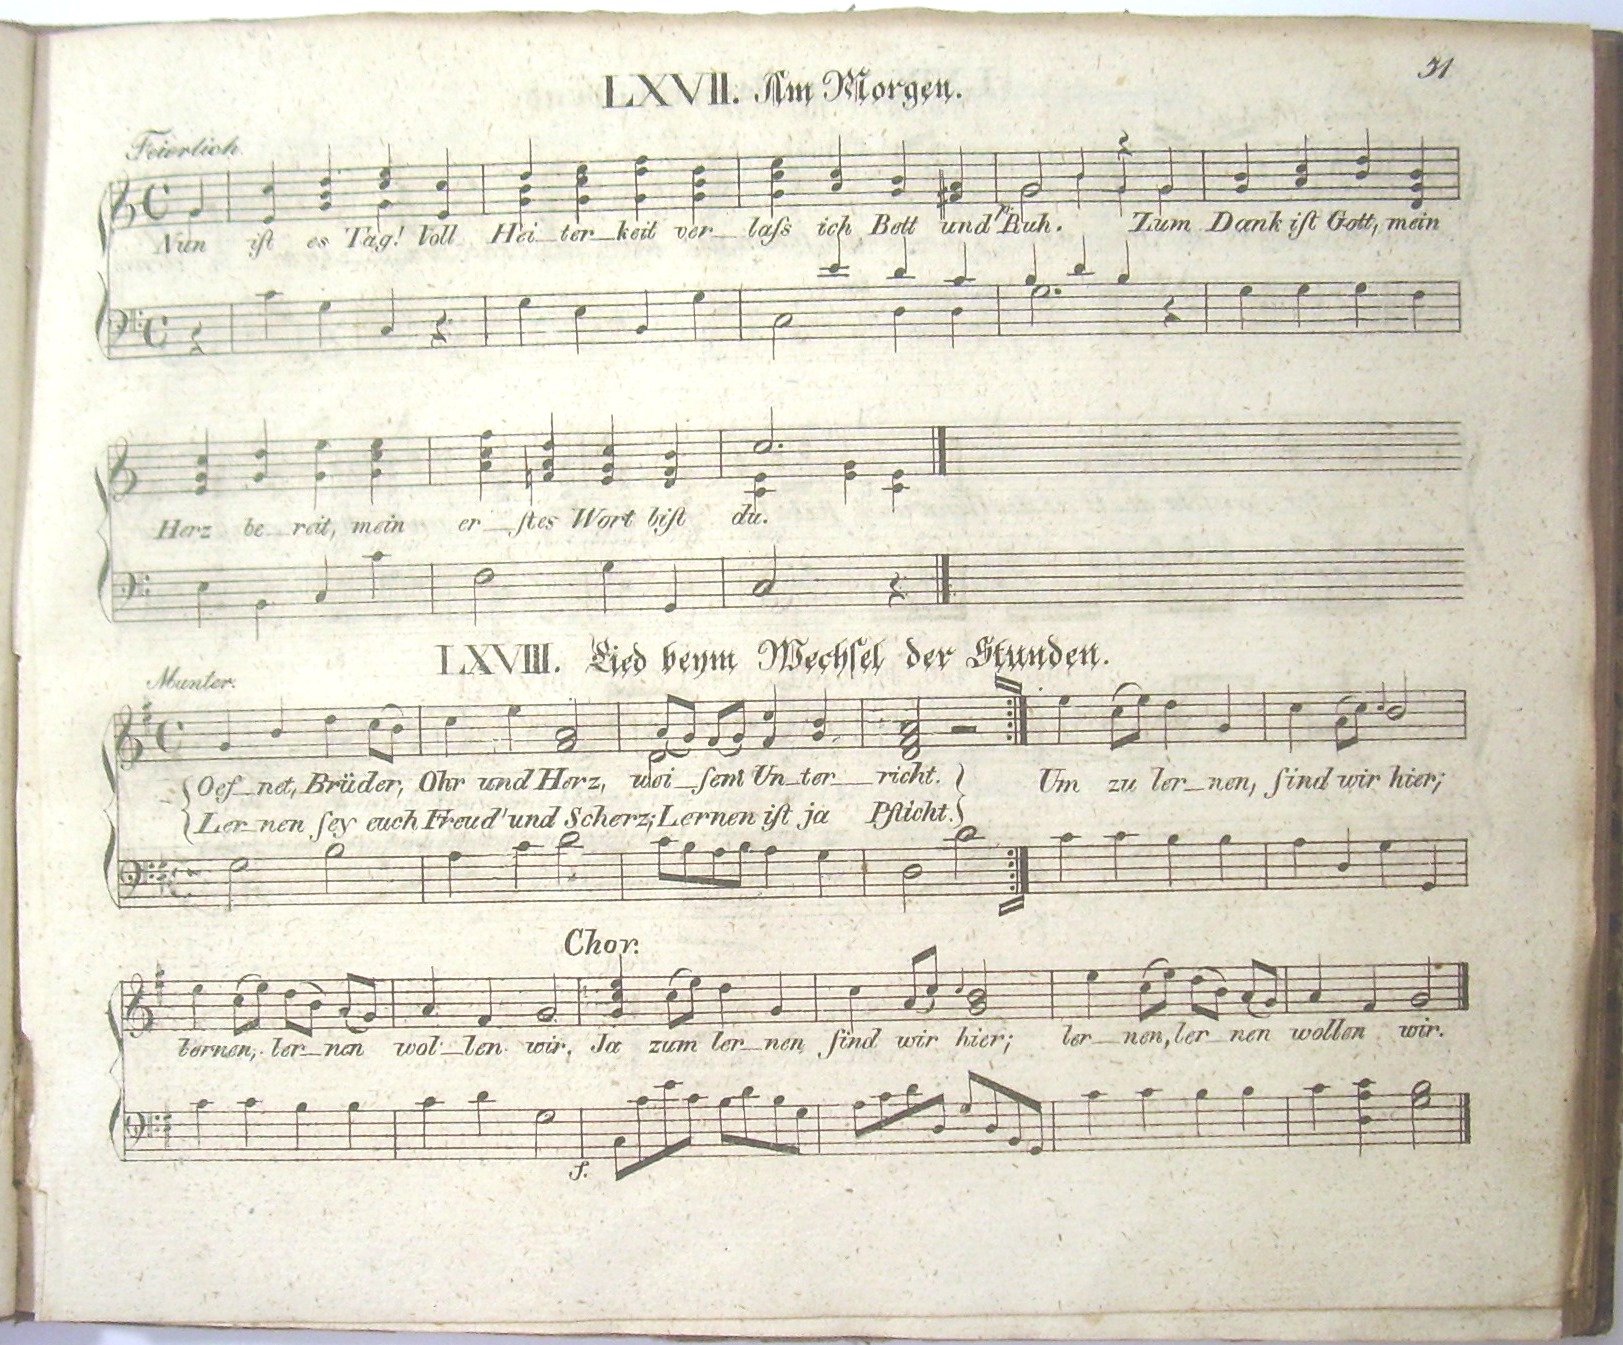 51
LXVII. Am Morgen.
Feierlich.
Nun iſt es Tag! Voll Hei_ter_keit ver_laſs ich Bett und Ruh. Zum Dank iſt Gott, mein
Herz be_reit, mein er_ſtes Wort biſt du.
LXVIII. Lied beym Wechſel der Stunden.
Munter.
Oef_net, Brüder, Ohr und Herz, wei_ſem Un_ter_richt. Um zu ler_nen, ſind wir hier;
Ler_nen ſey euch Freud' und Scherz; Lernen iſt ja Pflicht.
Chor.
lernen, ler_nen wol_len wir, Ja zum ler_nen ſind wir hier; ler_nen, ler_nen wollen wir.
f.